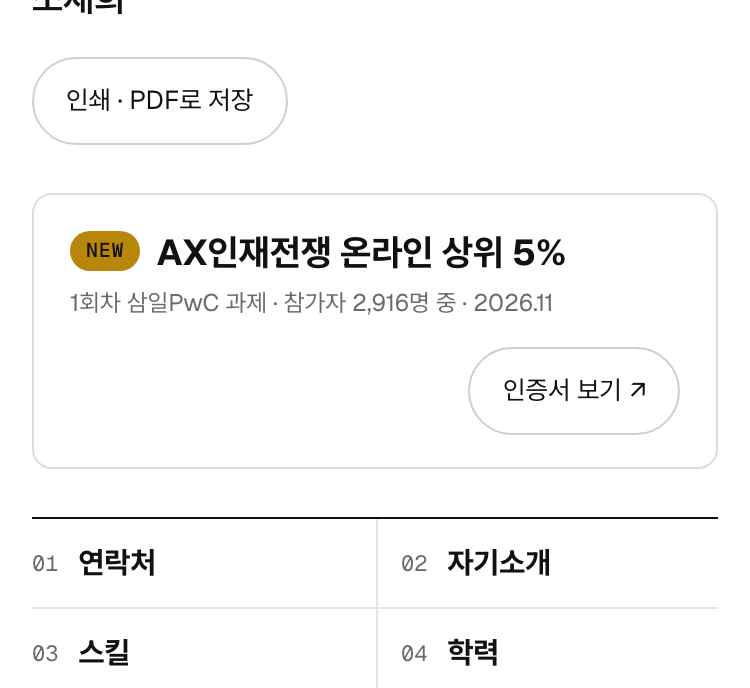 소재희
인쇄 · PDF로 저장
NEW AX인재전쟁 온라인 상위 5%
1회차 삼일PwC 과제 · 참가자 2,916명 중 · 2026.11
인증서 보기 ↗
01 연락처
02 자기소개
03 스킬
04 학력